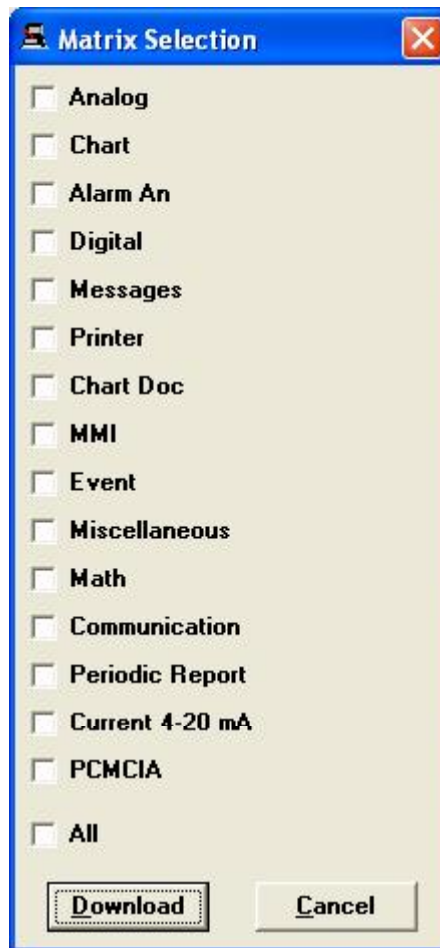 Matrix Selection
Analog
Chart
Alarm An
Digital
Messages
Printer
Chart Doc
MMI
Event
Miscellaneous
Math
Communication
Periodic Report
Current 4-20 mA
PCMCIA
All
Download Cancel